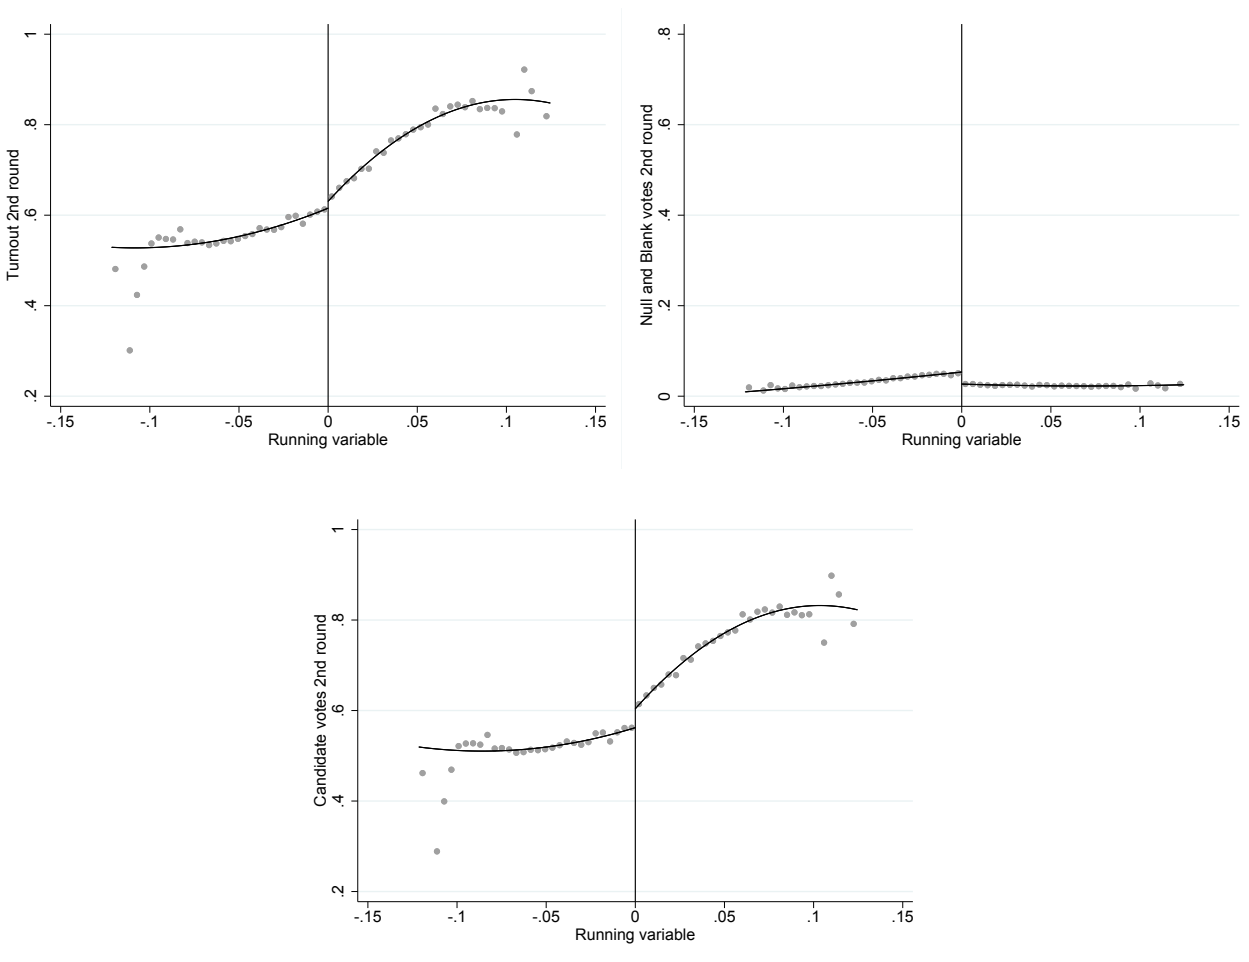 Turnout 2nd round
1
.8
.6
.4
.2
-.15 -.1 -.05 0 .05 .1 .15
Running variable
Null and Blank votes 2nd round
.8
.6
.4
.2
0
-.15 -.1 -.05 0 .05 .1 .15
Running variable
Candidate votes 2nd round
1
.8
.6
.4
.2
-.15 -.1 -.05 0 .05 .1 .15
Running variable